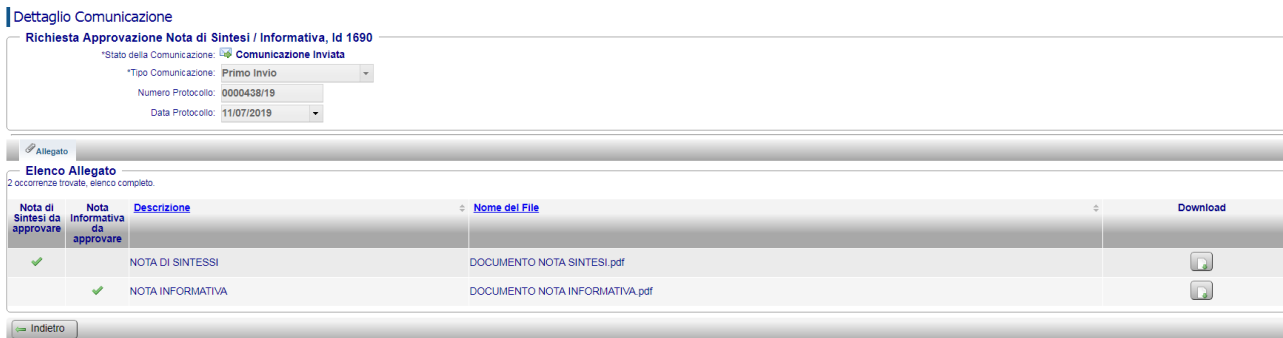 Dettaglio Comunicazione
Richiesta Approvazione Nota di Sintesi / Informativa, Id 1690
*Stato della Comunicazione: Comunicazione Inviata
*Tipo Comunicazione: Primo Invio
Numero Protocollo: 0000438/19
Data Protocollo: 11/07/2019
Allegato
Elenco Allegato
2 occorrenze trovate, elenco completo.
Nota di Sintesi da approvare Nota Informativa da approvare Descrizione Nome del File Download
NOTA DI SINTESSI DOCUMENTO NOTA SINTESI.pdf
NOTA INFORMATIVA DOCUMENTO NOTA INFORMATIVA.pdf
Indietro